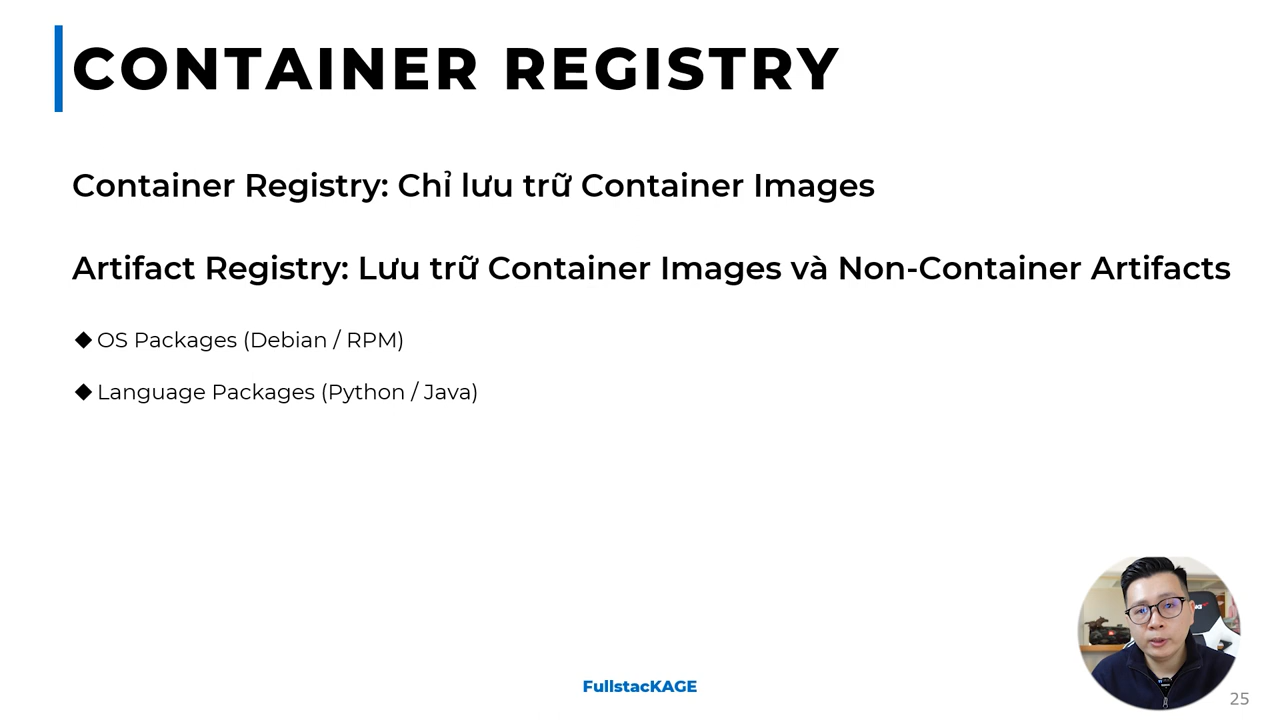 CONTAINER REGISTRY
Container Registry: Chỉ lưu trữ Container Images
Artifact Registry: Lưu trữ Container Images và Non-Container Artifacts
◆ OS Packages (Debian / RPM)
◆ Language Packages (Python / Java)
FullstacKAGE
25